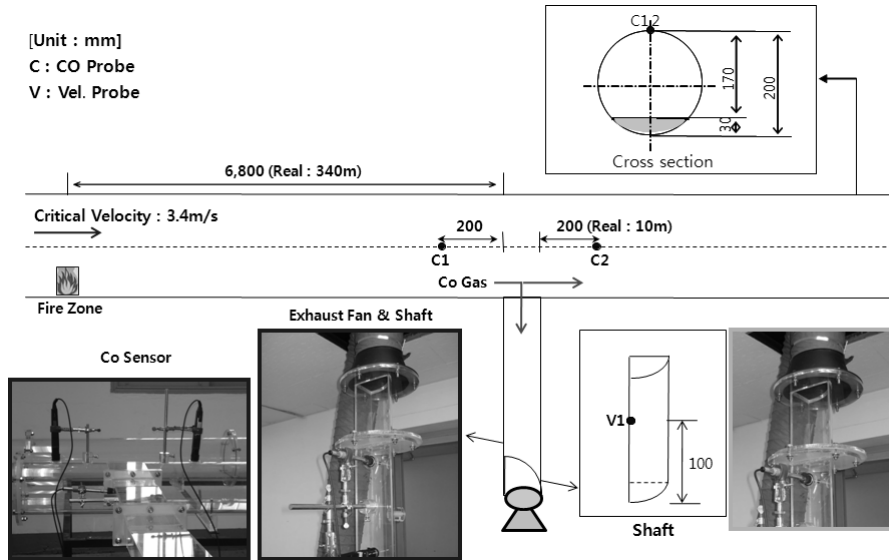 [Unit : mm]
C : CO Probe
V : Vel. Probe
C1,2
170
200
30
Cross section
6,800 (Real : 340m)
Critical Velocity : 3.4m/s
200
200 (Real : 10m)
C1
C2
Co Gas
Fire Zone
Exhaust Fan & Shaft
Co Sensor
V1
100
Shaft